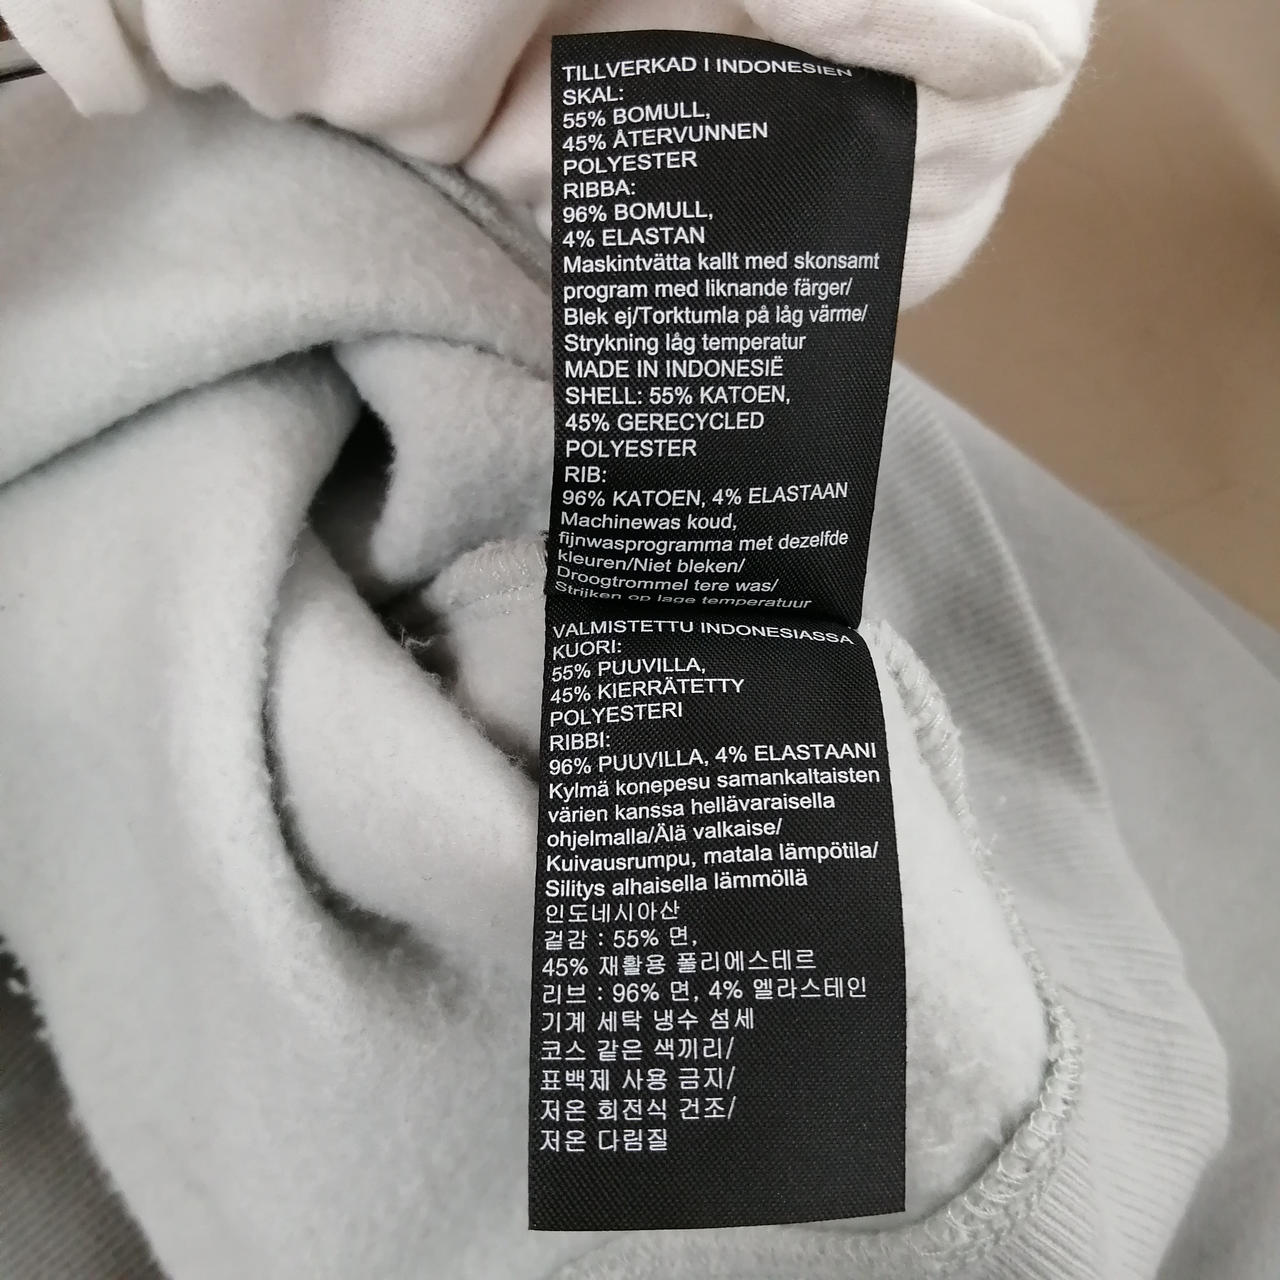 TILLVERKAD I INDONESIEN
SKAL:
55% BOMULL,
45% ÅTERVUNNEN
POLYESTER
RIBBA:
96% BOMULL,
4% ELASTAN
Maskintvätta kallt med skonsamt
program med liknande färger/
Blek ej/Torktumla på låg värme/
Strykning låg temperatur
MADE IN INDONESIË
SHELL: 55% KATOEN,
45% GERECYCLED
POLYESTER
RIB:
96% KATOEN, 4% ELASTAAN
Machinewas koud,
fijnwasprogramma met dezelfde
kleuren/Niet bleken/
Droogtrommel tere was/
Strijken op lage temperatuur
VALMISTETTU INDONESIASSA
KUORI:
55% PUUVILLA,
45% KIERRÄTETTY
POLYESTERI
RIBBI:
96% PUUVILLA, 4% ELASTAANI
Kylmä konepesu samankaltaisten
värien kanssa hellävaraisella
ohjelmalla/Älä valkaise/
Kuivausrumpu, matala lämpötila/
Silitys alhaisella lämmöllä
인도네시아산
겉감 : 55% 면,
45% 재활용 폴리에스테르
리브 : 96% 면, 4% 엘라스테인
기계 세탁 냉수 섬세
코스 같은 색끼리/
표백제 사용 금지/
저온 회전식 건조/
저온 다림질